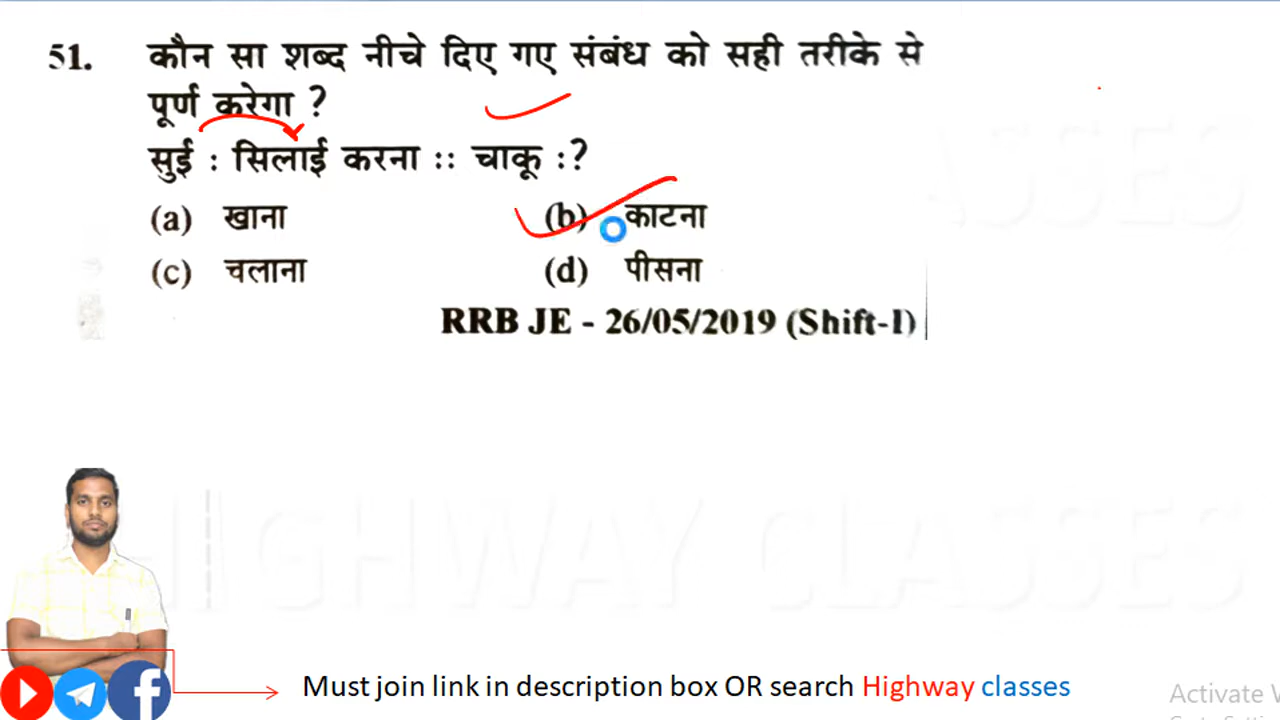 51. कौन सा शब्द नीचे दिए गए संबंध को सही तरीके से
पूर्ण करेगा ?
सुई : सिलाई करना :: चाकू :?
(a) खाना (b) काटना
(c) चलाना (d) पीसना
RRB JE - 26/05/2019 (Shift-I)
HIGHWAY CLASSES
Must join link in description box OR search Highway classes
Activate